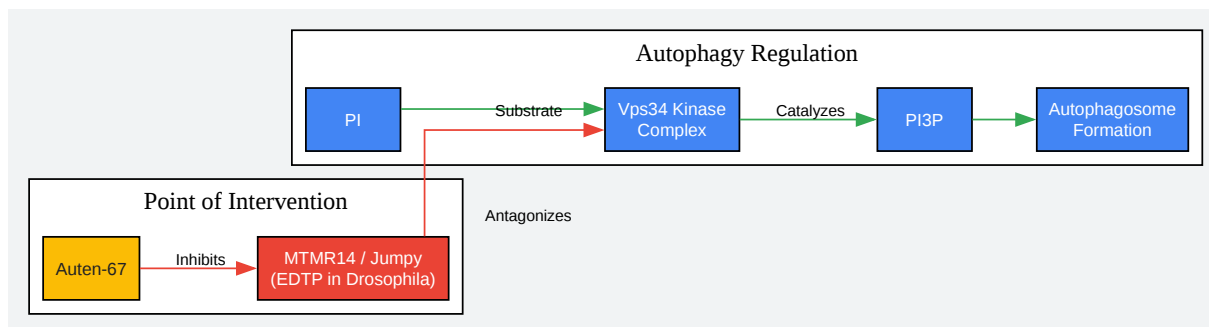 Autophagy Regulation
PI
Substrate
Vps34 Kinase
Complex
Catalyzes
PI3P
Autophagosome
Formation
Point of Intervention
Antagonizes
Auten-67
Inhibits
MTMR14 / Jumpy
(EDTP in Drosophila)